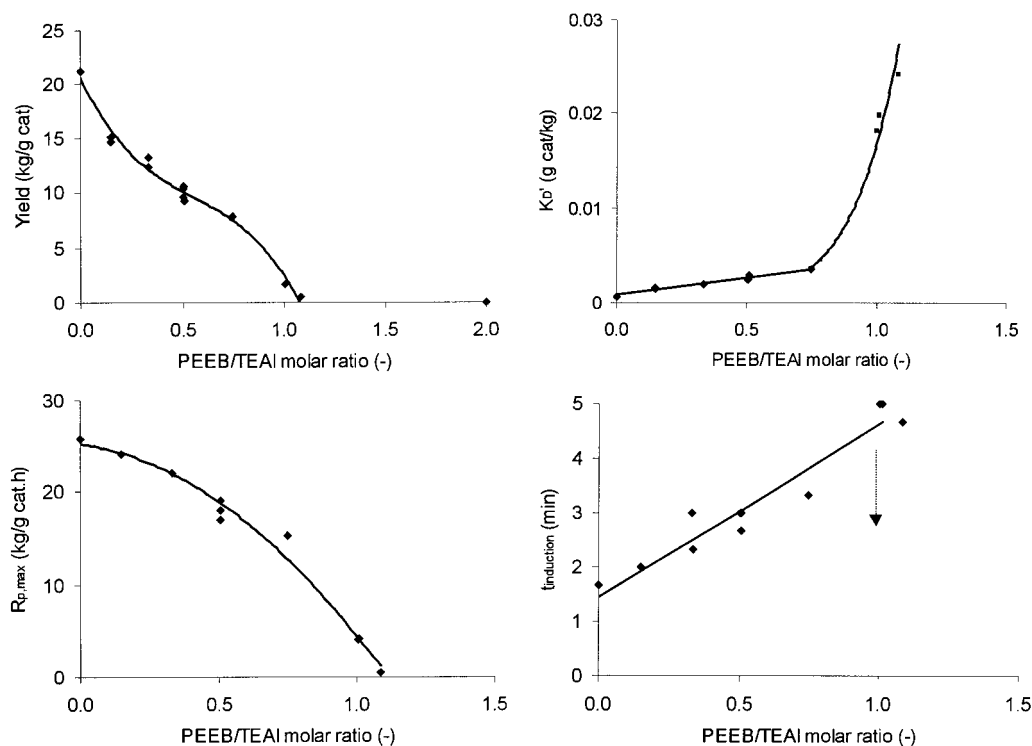 25
20
15
10
5
0
Yield (kg/g cat)
0.0 0.5 1.0 1.5 2.0
PEEB/TEAl molar ratio (-)
0.03
0.02
0.01
0
KD' (g cat/kg)
0.0 0.5 1.0 1.5
PEEB/TEAl molar ratio (-)
30
20
10
0
Rp,max (kg/g cat.h)
0.0 0.5 1.0 1.5
PEEB/TEAl molar ratio (-)
5
4
3
2
1
0
tinduction (min)
0.0 0.5 1.0 1.5
PEEB/TEAl molar ratio (-)